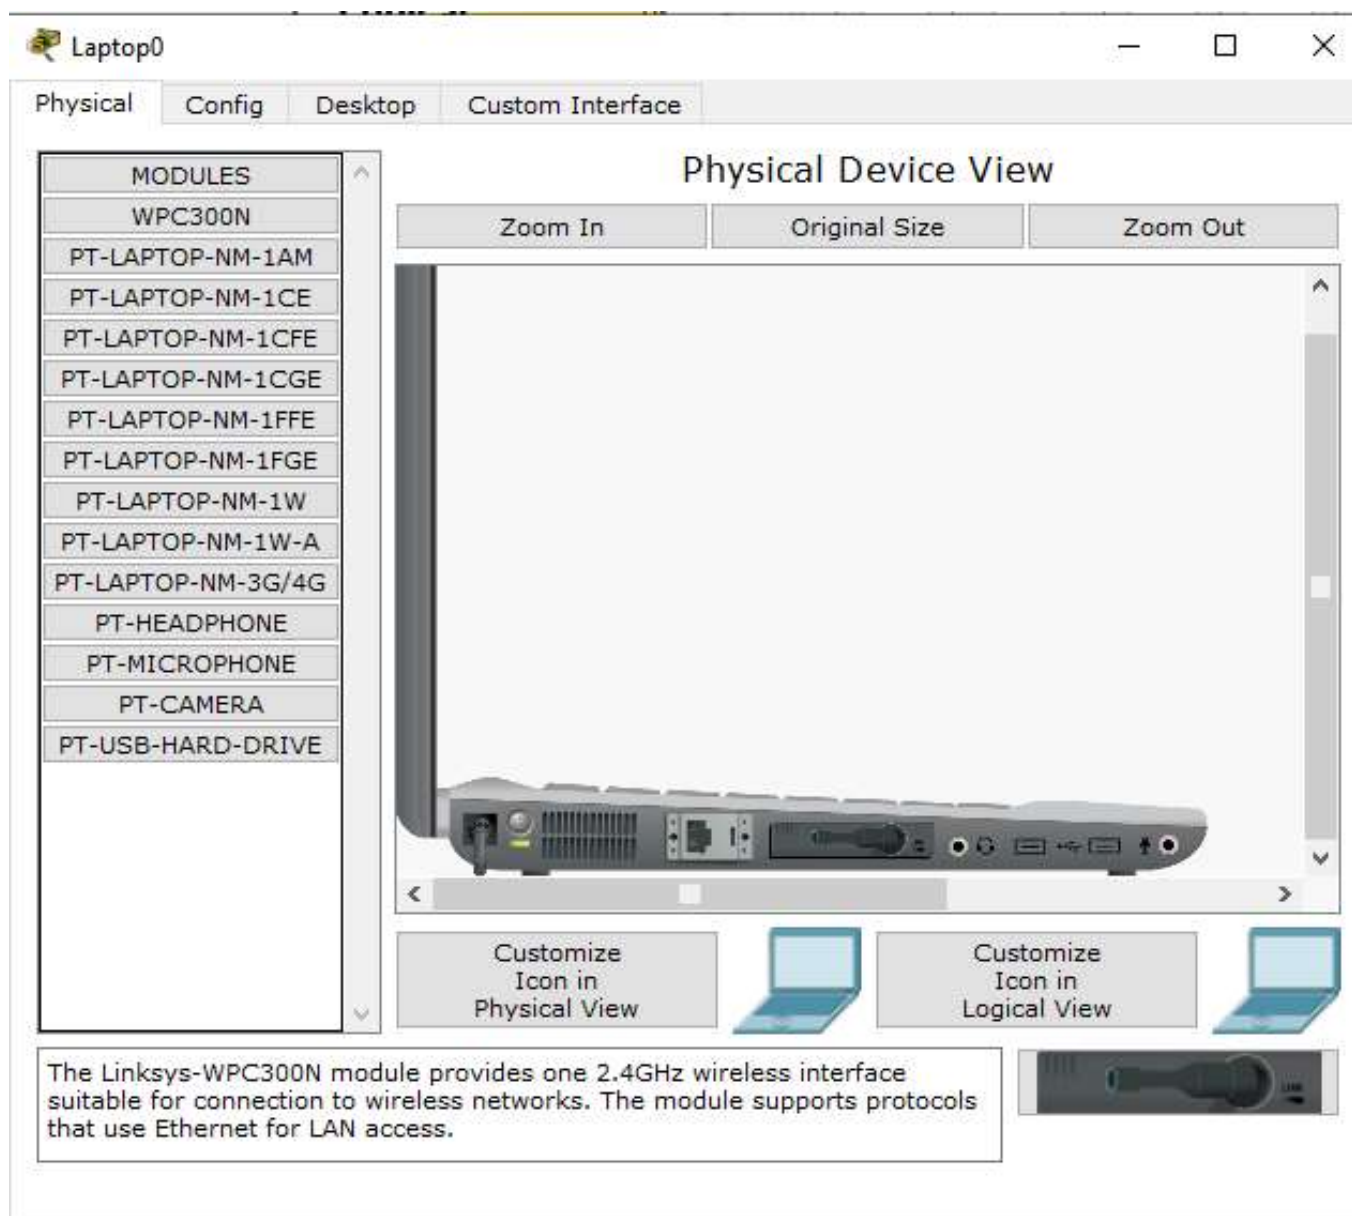 Laptop0
Physical Config Desktop Custom Interface
MODULES
WPC300N
PT-LAPTOP-NM-1AM
PT-LAPTOP-NM-1CE
PT-LAPTOP-NM-1CFE
PT-LAPTOP-NM-1CGE
PT-LAPTOP-NM-1FFE
PT-LAPTOP-NM-1FGE
PT-LAPTOP-NM-1W
PT-LAPTOP-NM-1W-A
PT-LAPTOP-NM-3G/4G
PT-HEADPHONE
PT-MICROPHONE
PT-CAMERA
PT-USB-HARD-DRIVE
Physical Device View
Zoom In Original Size Zoom Out
Customize
Icon in
Physical View
Customize
Icon in
Logical View
The Linksys-WPC300N module provides one 2.4GHz wireless interface
suitable for connection to wireless networks. The module supports protocols
that use Ethernet for LAN access.